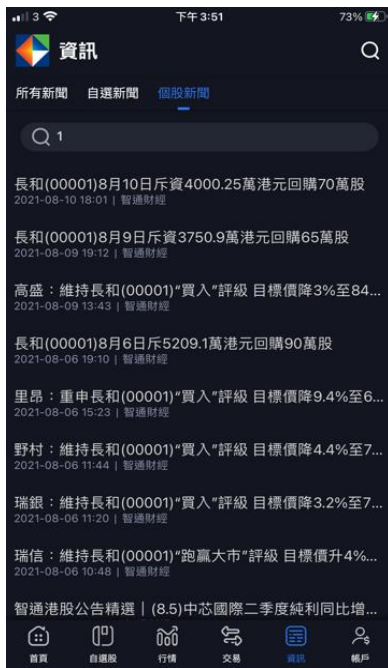 3
下午3:51
73%
資訊
所有新聞 自選新聞 個股新聞
1
長和(00001)8月10日斥資4000.25萬港元回購70萬股
2021-08-10 18:01 | 智通財經
長和(00001)8月9日斥資3750.9萬港元回購65萬股
2021-08-09 19:12 | 智通財經
高盛：維持長和(00001)“買入”評級 目標價降3%至84...
2021-08-09 13:43 | 智通財經
長和(00001)8月6日斥5209.1萬港元回購90萬股
2021-08-06 19:10 | 智通財經
里昂：重申長和(00001)“買入”評級 目標價降9.4%至6...
2021-08-06 15:23 | 智通財經
野村：維持長和(00001)“買入”評級 目標價降4.4%至7...
2021-08-06 11:44 | 智通財經
瑞銀：維持長和(00001)“買入”評級 目標價降3.2%至7...
2021-08-06 11:20 | 智通財經
瑞信：維持長和(00001)“跑贏大市”評級 目標價升4%...
2021-08-06 10:48 | 智通財經
智通港股公告精選︱(8.5)中芯國際二季度純利同比增...
首頁 自選股 行情 交易 資訊 帳戶